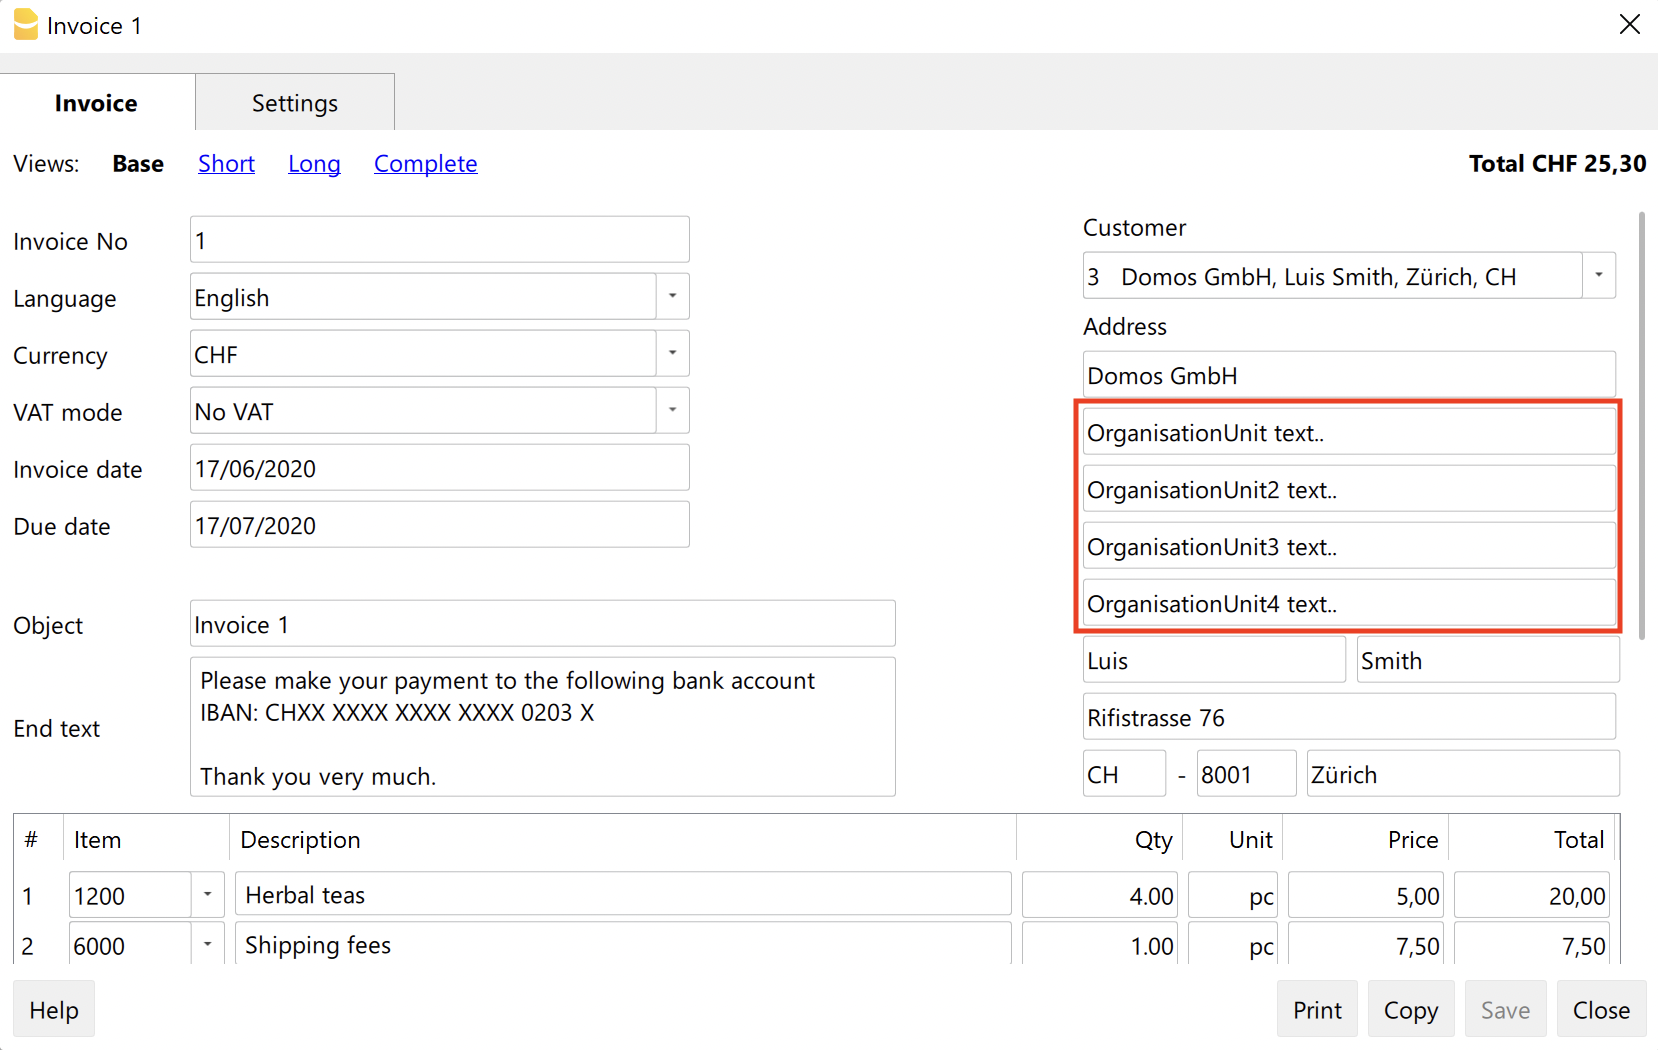 Invoice 1
Invoice Settings
Views: Base Short Long Complete Total CHF 25,30
Invoice No 1
Language English
Currency CHF
VAT mode No VAT
Invoice date 17/06/2020
Due date 17/07/2020
Object Invoice 1
End text
Please make your payment to the following bank account
IBAN: CHXX XXXX XXXX XXXX 0203 X
Thank you very much.
Customer
3 Domos GmbH, Luis Smith, Zürich, CH
Address
Domos GmbH
OrganisationUnit text..
OrganisationUnit2 text..
OrganisationUnit3 text..
OrganisationUnit4 text..
Luis Smith
Rifistrasse 76
CH - 8001 Zürich
# Item Description Qty Unit Price Total
1 1200 Herbal teas 4.00 pc 5,00 20,00
2 6000 Shipping fees 1.00 pc 7,50 7,50
Help Print Copy Save Close